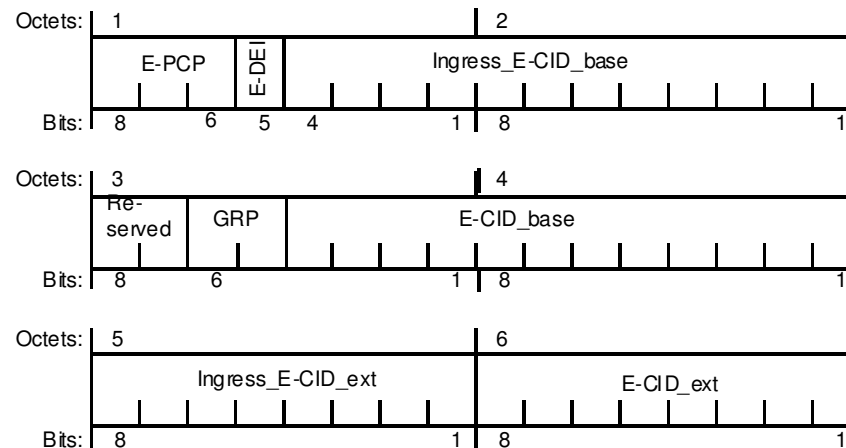 Octets: 1 2
E-PCP E-DEI Ingress_E-CID_base
Bits: 8 6 5 4 1 8 1
Octets: 3 4
Re-
served GRP E-CID_base
Bits: 8 6 1 8 1
Octets: 5 6
Ingress_E-CID_ext E-CID_ext
Bits: 8 1 8 1